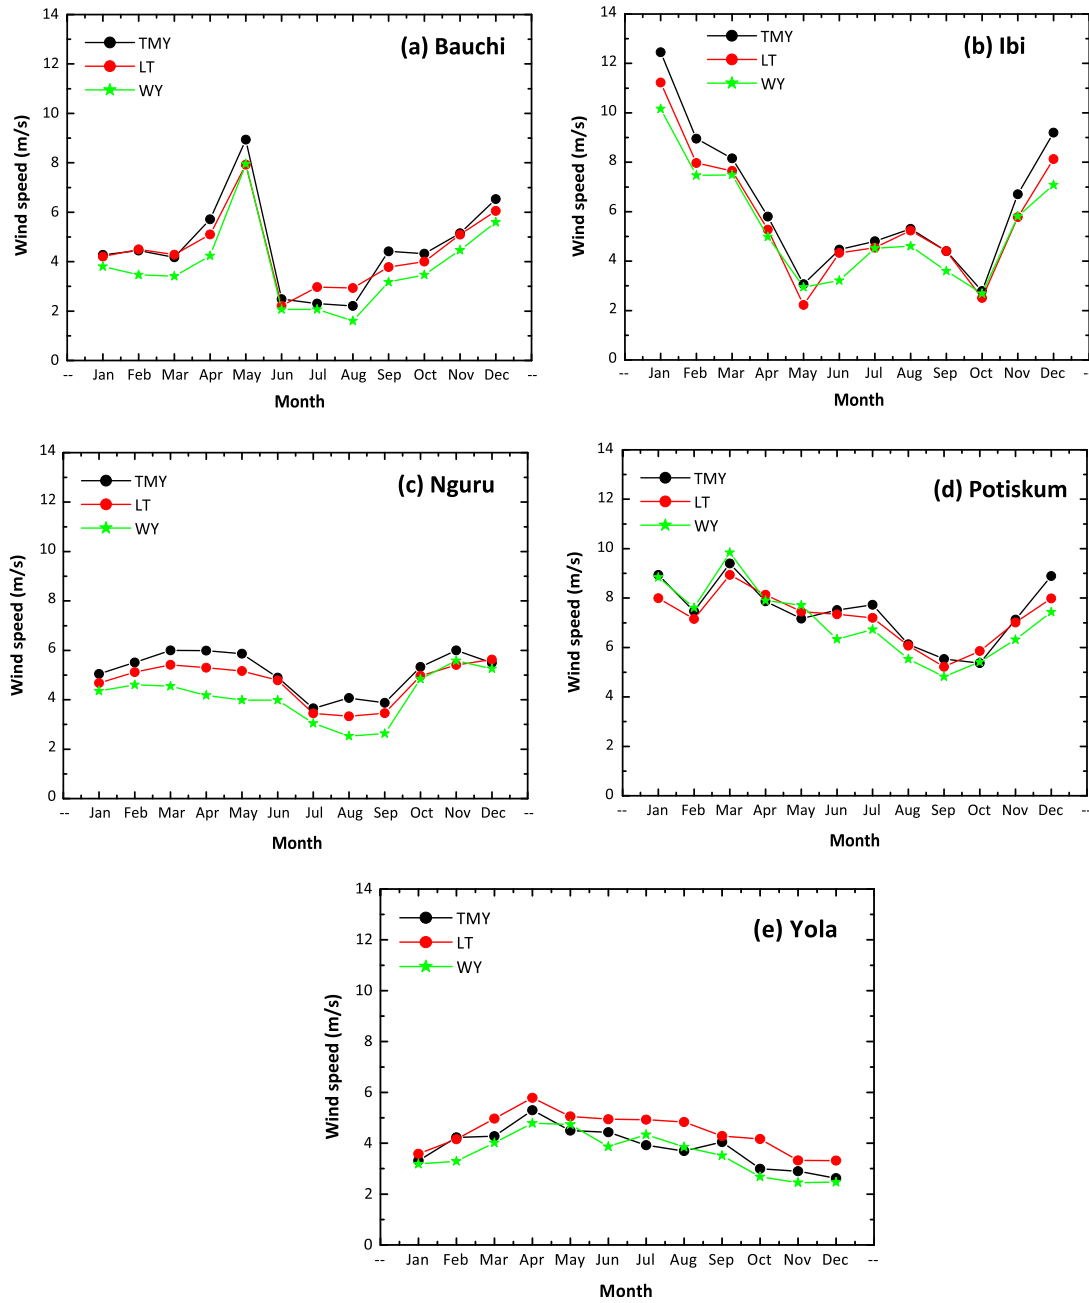 (a) Bauchi
TMY
LT
WY
Wind speed (m/s)
14
12
10
8
6
4
2
0
-- Jan Feb Mar Apr May Jun Jul Aug Sep Oct Nov Dec --
Month
(b) Ibi
TMY
LT
WY
Wind speed (m/s)
14
12
10
8
6
4
2
0
-- Jan Feb Mar Apr May Jun Jul Aug Sep Oct Nov Dec --
Month
(c) Nguru
TMY
LT
WY
Wind speed (m/s)
14
12
10
8
6
4
2
0
-- Jan Feb Mar Apr May Jun Jul Aug Sep Oct Nov Dec --
Month
(d) Potiskum
TMY
LT
WY
Wind speed (m/s)
14
12
10
8
6
4
2
0
-- Jan Feb Mar Apr May Jun Jul Aug Sep Oct Nov Dec --
Month
(e) Yola
TMY
LT
WY
Wind speed (m/s)
14
12
10
8
6
4
2
0
-- Jan Feb Mar Apr May Jun Jul Aug Sep Oct Nov Dec --
Month